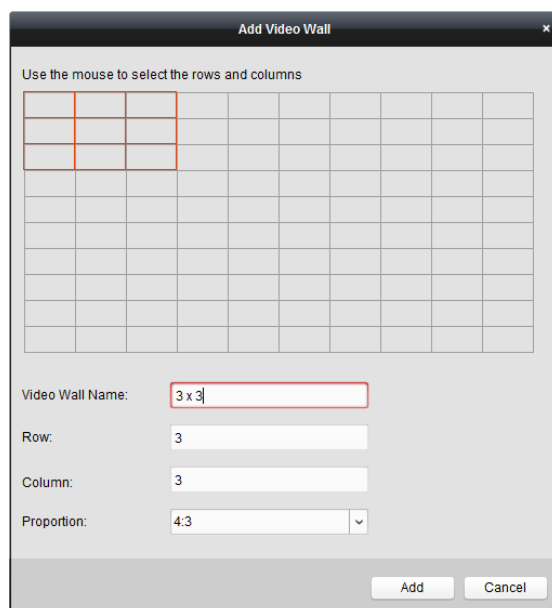 Add Video Wall ×
Use the mouse to select the rows and columns
Video Wall Name: 3 x 3
Row: 3
Column: 3
Proportion: 4:3
Add Cancel